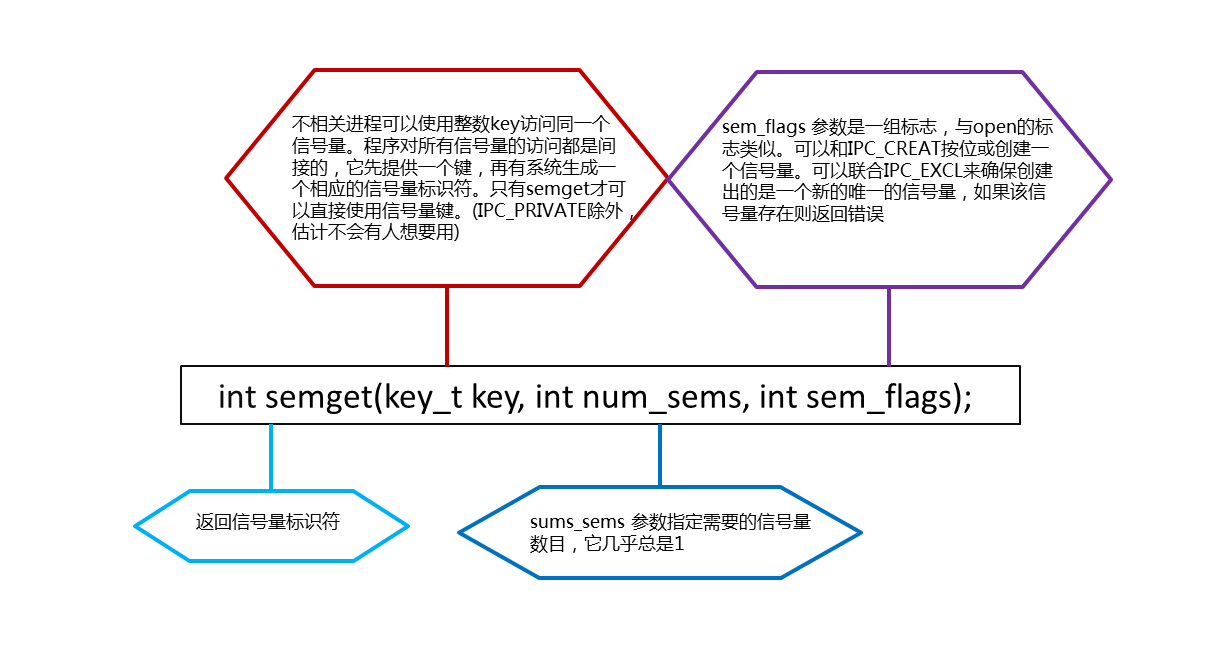 不相关进程可以使用整数key访问同一个
信号量。程序对所有信号量的访问都是间
接的，它先提供一个键，再有系统生成一
个相应的信号量标识符。只有semget才可
以直接使用信号量键。(IPC_PRIVATE除外，
估计不会有人想要用)
sem_flags 参数是一组标志，与open的标
志类似。可以和IPC_CREAT按位或创建一
个信号量。可以联合IPC_EXCL来确保创建
出的是一个新的唯一的信号量，如果该信
号量存在则返回错误
int semget(key_t key, int num_sems, int sem_flags);
返回信号量标识符
sums_sems 参数指定需要的信号量
数目，它几乎总是1